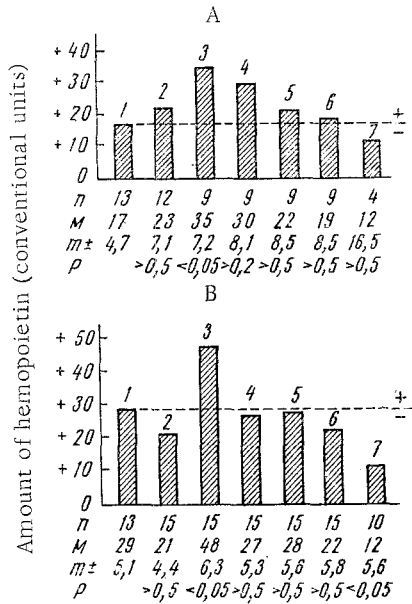 A
+ 40
+ 30
+ 20
+ 10
0
1 2 3 4 5 6 7
+
−
n 13 12 9 9 9 9 4
M 17 23 35 30 22 19 12
m± 4,7 7,1 7,2 8,1 8,5 8,5 16,5
P >0,5 <0,05 >0,2 >0,5 >0,5 >0,5
B
+ 50
+ 40
+ 30
+ 20
+ 10
0
1 2 3 4 5 6 7
+
−
n 13 15 15 15 15 15 10
M 29 21 48 27 28 22 12
m± 5,1 4,4 6,3 5,3 5,6 5,8 5,6
P >0,5 <0,05 >0,5 >0,5 >0,5 <0,05
Amount of hemopoietin (conventional units)